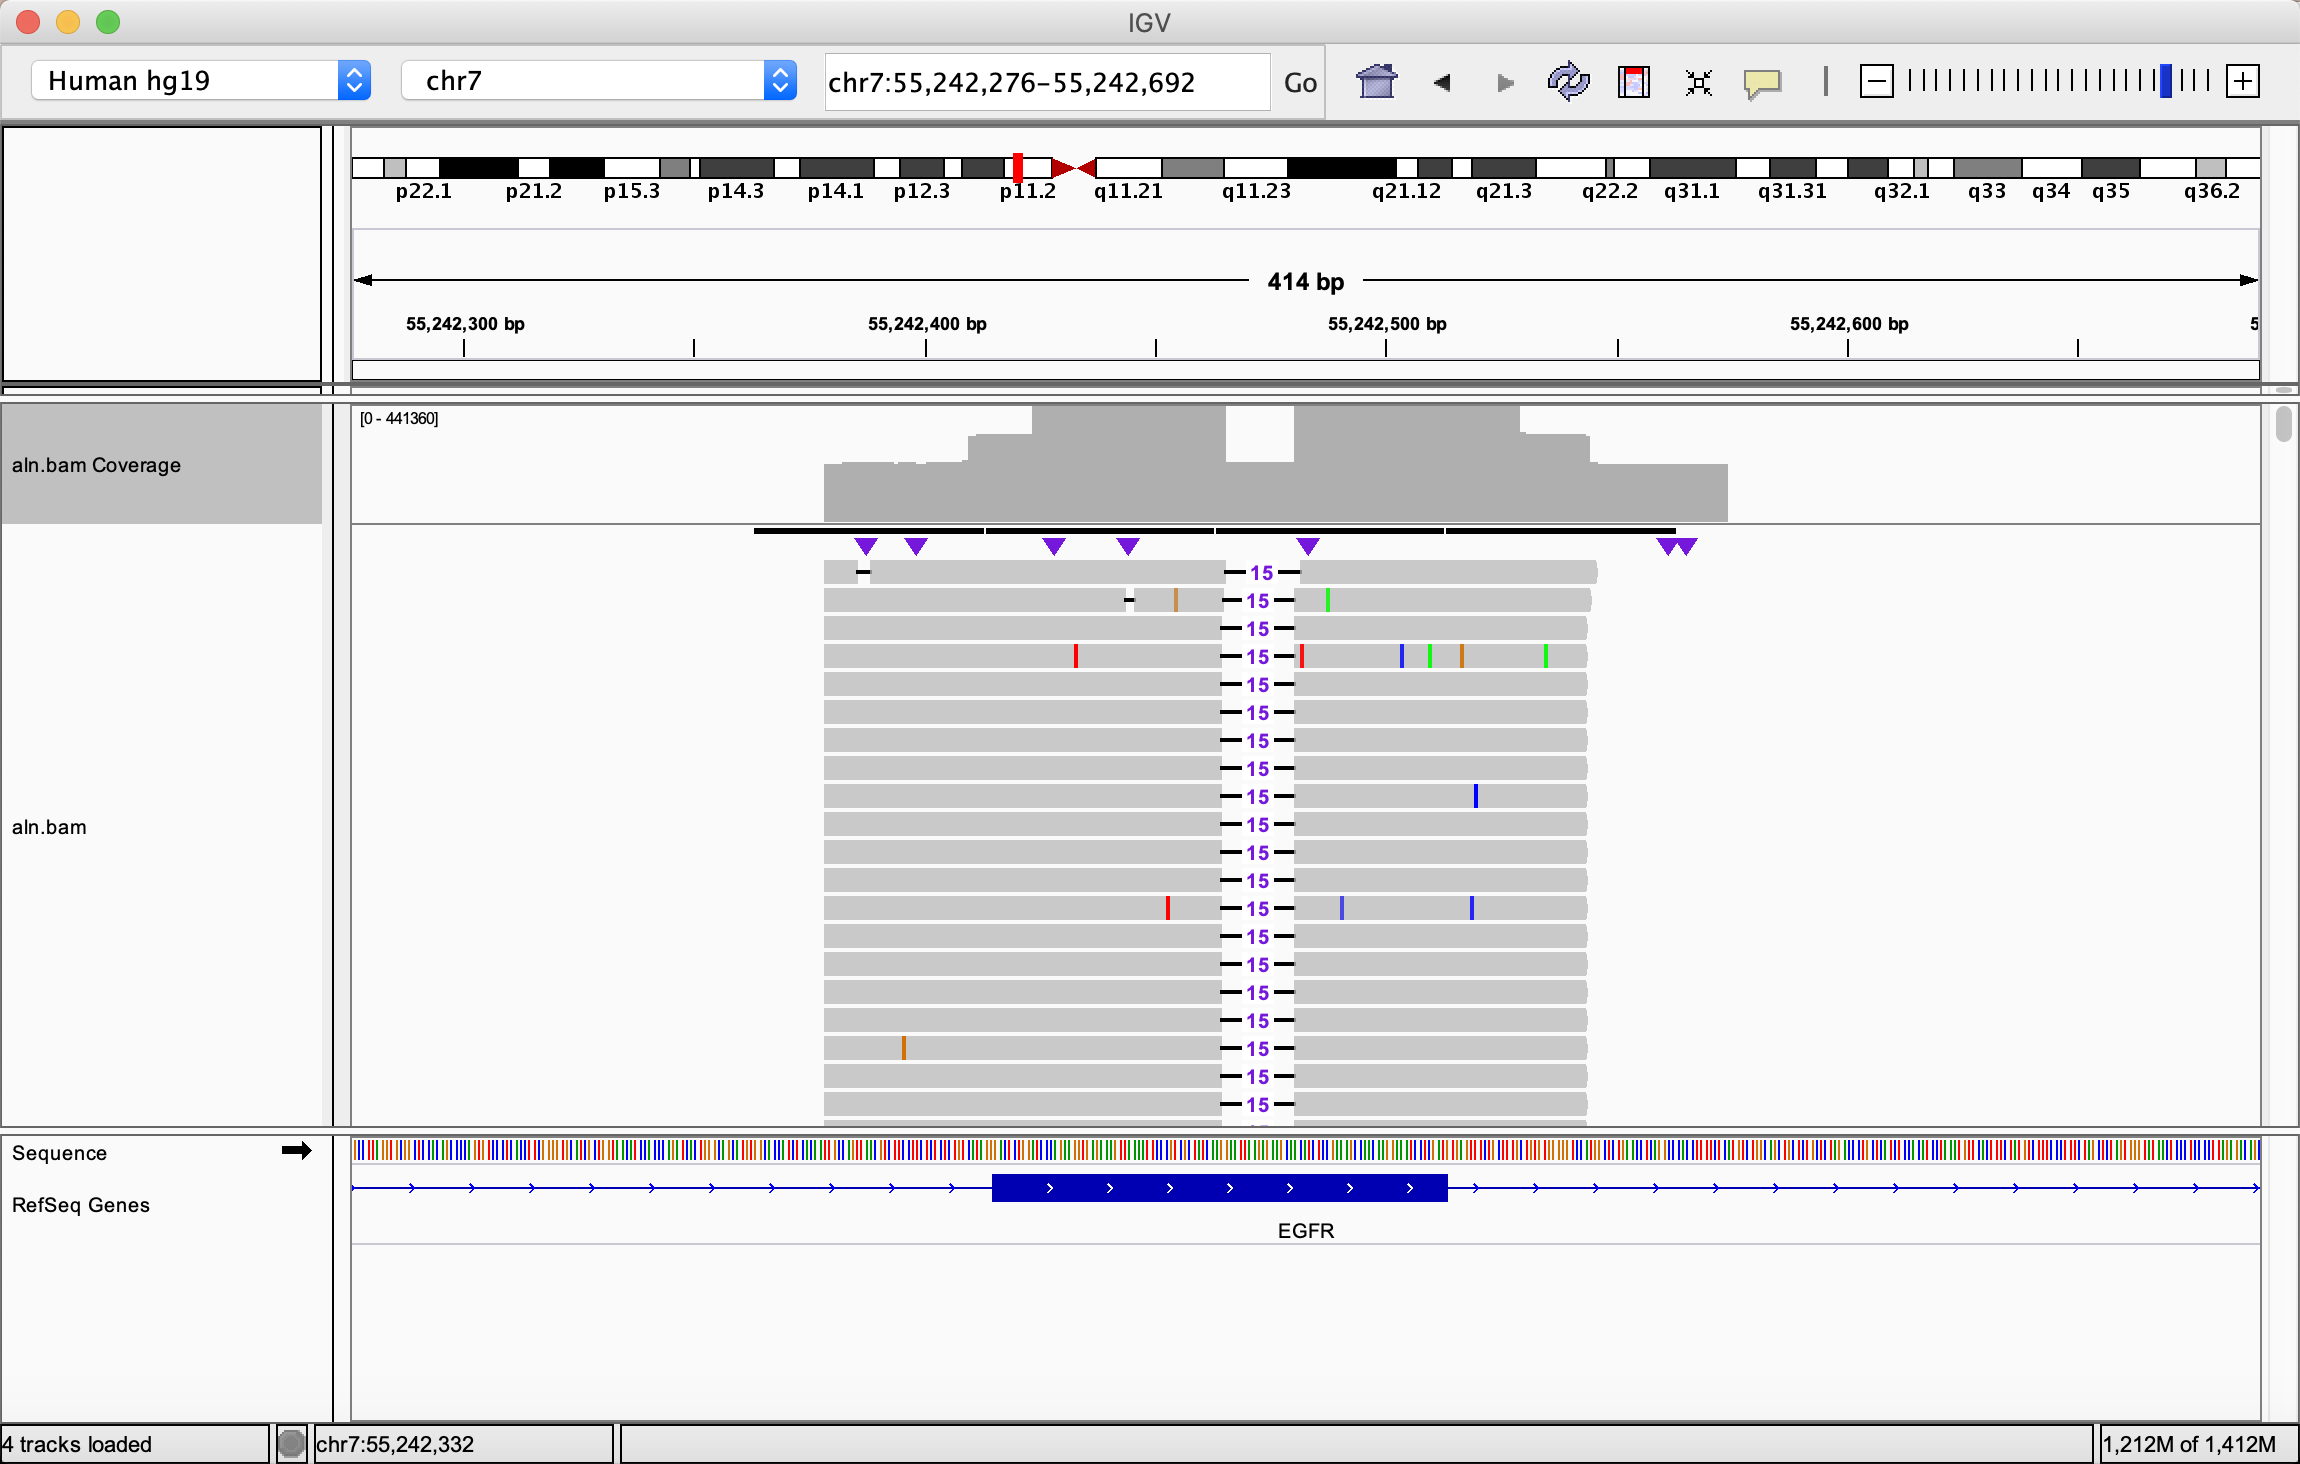 IGV
Human hg19 chr7 chr7:55,242,276-55,242,692 Go
p22.1 p21.2 p15.3 p14.3 p14.1 p12.3 p11.2 q11.21 q11.23 q21.12 q21.3 q22.2 q31.1 q31.31 q32.1 q33 q34 q35 q36.2
414 bp
55,242,300 bp 55,242,400 bp 55,242,500 bp 55,242,600 bp 5
[0 - 441360]
aln.bam Coverage
15
15
15
15
15
15
15
15
15
aln.bam
15
15
15
15
15
15
15
15
15
15
15
Sequence
RefSeq Genes
EGFR
4 tracks loaded chr7:55,242,332 1,212M of 1,412M